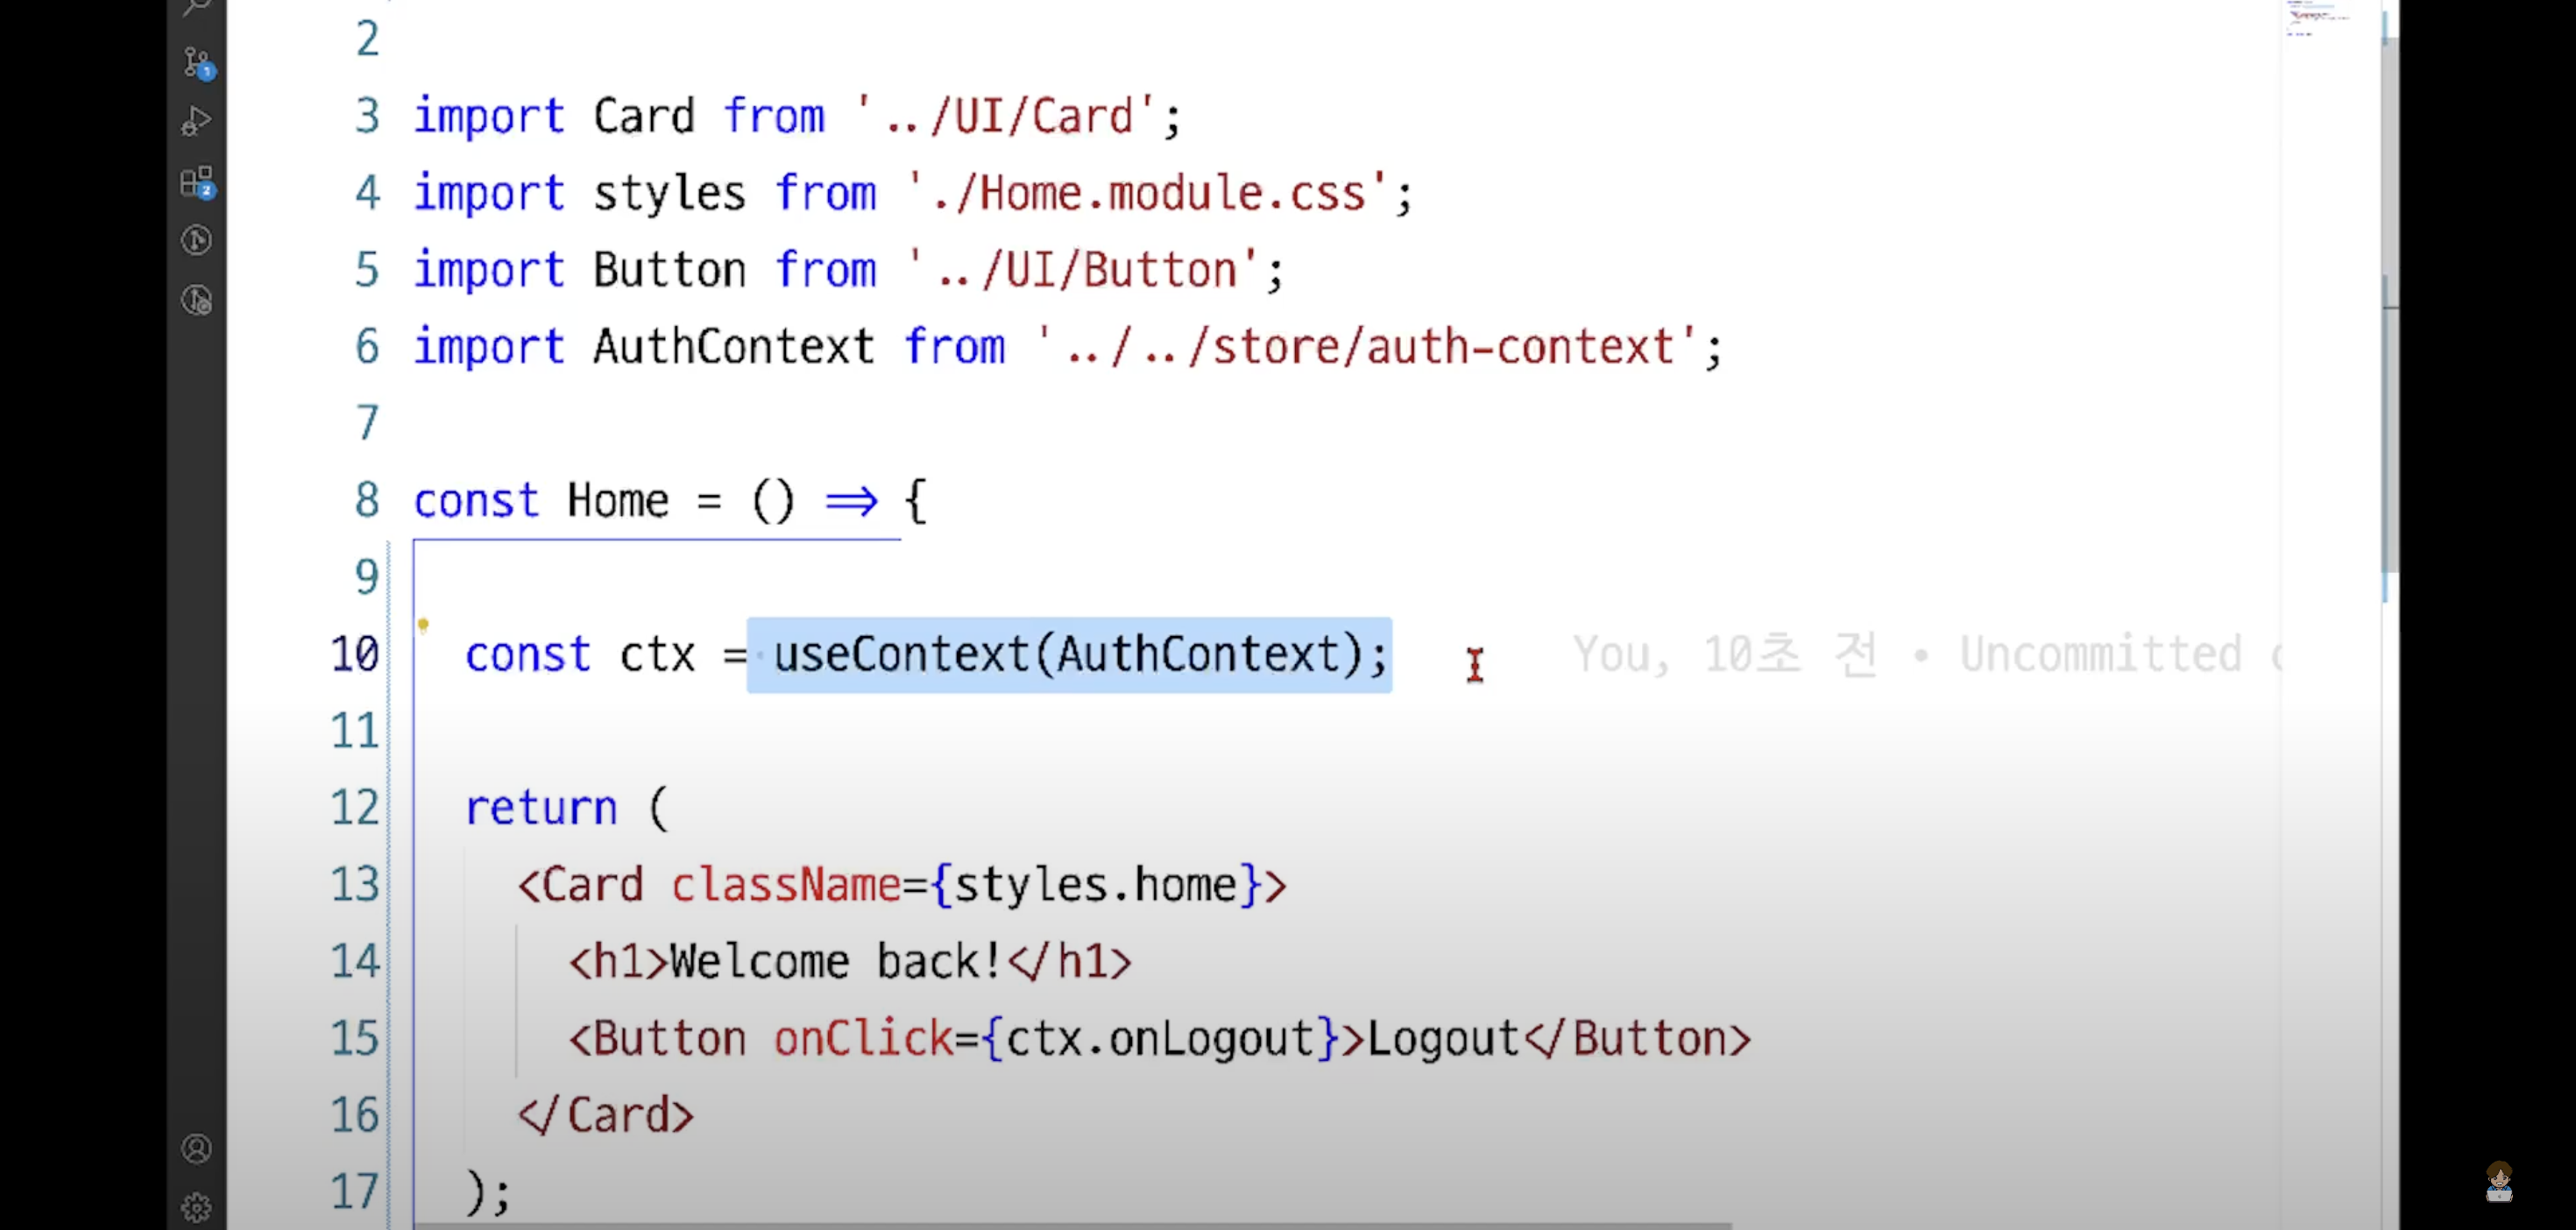 2
3 import Card from '../UI/Card';
4 import styles from './Home.module.css';
5 import Button from '../UI/Button';
6 import AuthContext from '../../store/auth-context';
7
8 const Home = () => {
9
10 const ctx = useContext(AuthContext); You, 10초 전 • Uncommitted
11
12 return (
13 <Card className={styles.home}>
14 <h1>Welcome back!</h1>
15 <Button onClick={ctx.onLogout}>Logout</Button>
16 </Card>
17 );
1
2